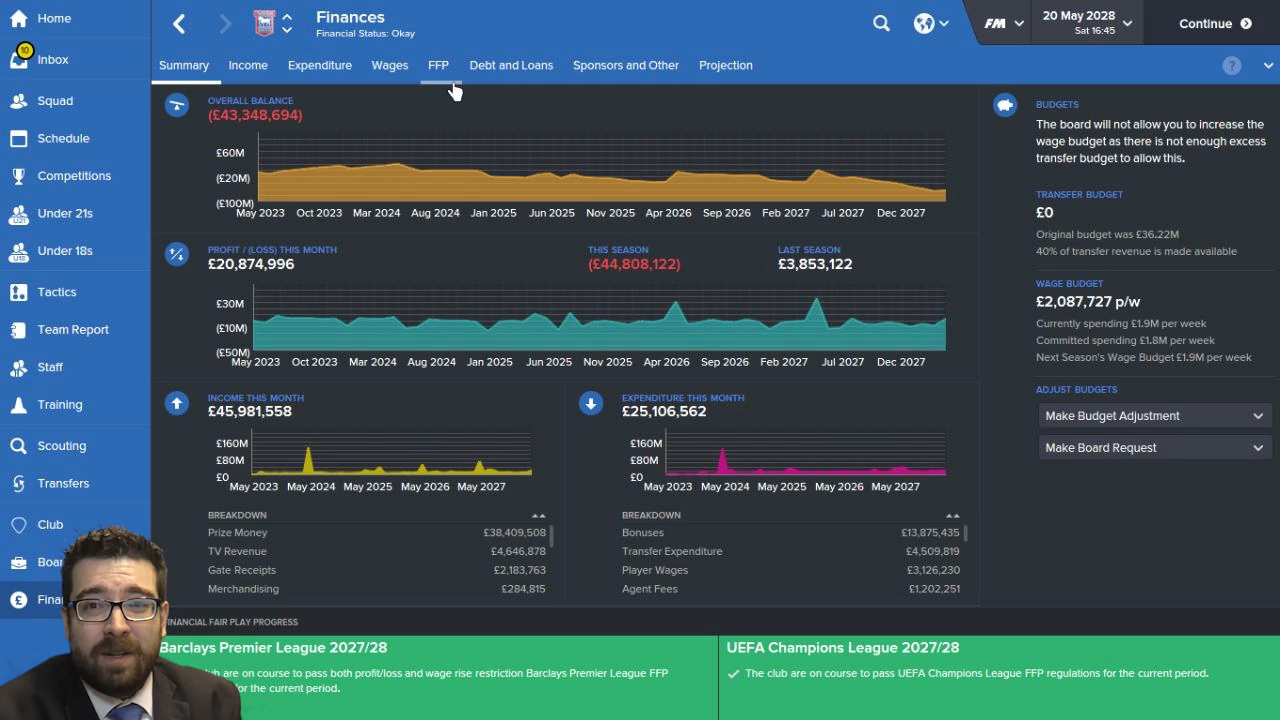 Home
10
Inbox
Squad
Schedule
Competitions
Under 21s
Under 18s
Tactics
Team Report
Staff
Training
Scouting
Transfers
Club
Boar
Finan
Finances
Financial Status: Okay
FM
20 May 2028
Sat 16:45
Continue
Summary Income Expenditure Wages FFP Debt and Loans Sponsors and Other Projection
?
OVERALL BALANCE
(£43,348,694)
£60M
(£20M)
(£100M)
May 2023 Oct 2023 Mar 2024 Aug 2024 Jan 2025 Jun 2025 Nov 2025 Apr 2026 Sep 2026 Feb 2027 Jul 2027 Dec 2027
PROFIT / (LOSS) THIS MONTH
£20,874,996
THIS SEASON
(£44,808,122)
LAST SEASON
£3,853,122
£30M
(£10M)
(£50M)
May 2023 Oct 2023 Mar 2024 Aug 2024 Jan 2025 Jun 2025 Nov 2025 Apr 2026 Sep 2026 Feb 2027 Jul 2027 Dec 2027
INCOME THIS MONTH
£45,981,558
£160M
£80M
£0
May 2023 May 2024 May 2025 May 2026 May 2027
BREAKDOWN
Prize Money £38,409,508
TV Revenue £4,646,878
Gate Receipts £2,183,763
Merchandising £284,815
EXPENDITURE THIS MONTH
£25,106,562
£160M
£80M
£0
May 2023 May 2024 May 2025 May 2026 May 2027
BREAKDOWN
Bonuses £13,875,435
Transfer Expenditure £4,509,819
Player Wages £3,126,230
Agent Fees £1,202,251
BUDGETS
The board will not allow you to increase the
wage budget as there is not enough excess
transfer budget to allow this.
TRANSFER BUDGET
£0
Original budget was £36.22M
40% of transfer revenue is made available
WAGE BUDGET
£2,087,727 p/w
Currently spending £1.9M per week
Committed spending £1.8M per week
Next Season's Wage Budget £1.9M per week
ADJUST BUDGETS
Make Budget Adjustment
Make Board Request
INANCIAL FAIR PLAY PROGRESS
Barclays Premier League 2027/28
ub are on course to pass both profit/loss and wage rise restriction Barclays Premier League FFP
for the current period.
UEFA Champions League 2027/28
The club are on course to pass UEFA Champions League FFP regulations for the current period.